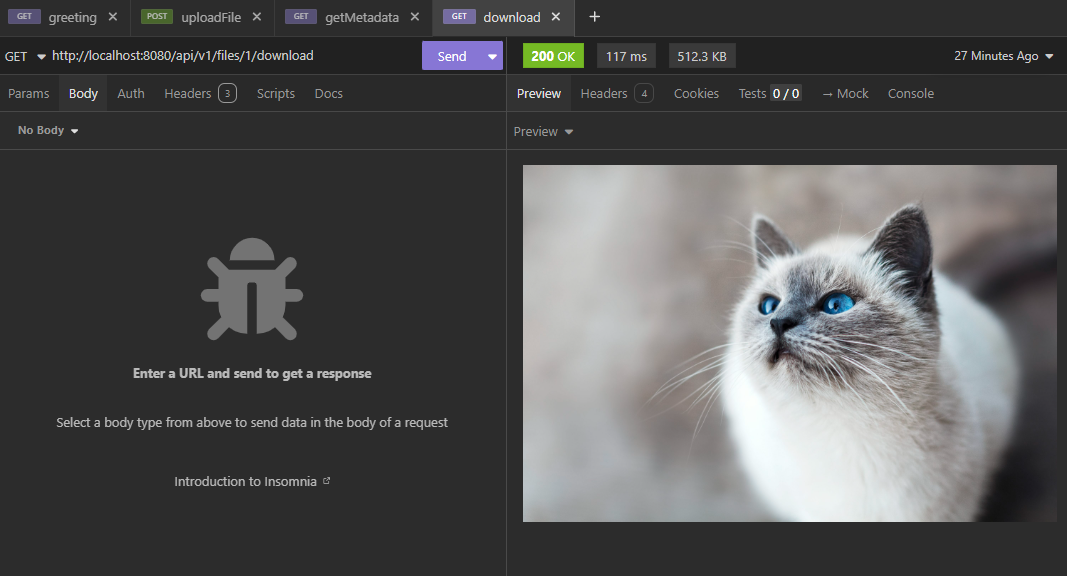 GET greeting × POST uploadFile × GET getMetadata × GET download × +
GET http://localhost:8080/api/v1/files/1/download Send 200 OK 117 ms 512.3 KB 27 Minutes Ago
Params Body Auth Headers 3 Scripts Docs Preview Headers 4 Cookies Tests 0 / 0 → Mock Console
No Body Preview
Enter a URL and send to get a response
Select a body type from above to send data in the body of a request
Introduction to Insomnia